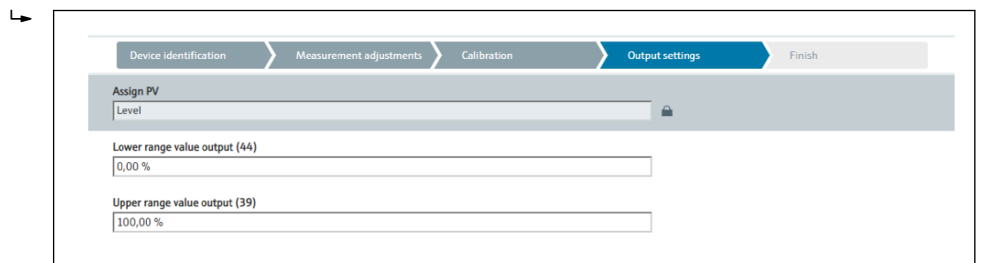 Device identification Measurement adjustments Calibration Output settings Finish
Assign PV
Level
Lower range value output (44)
0,00 %
Upper range value output (39)
100,00 %